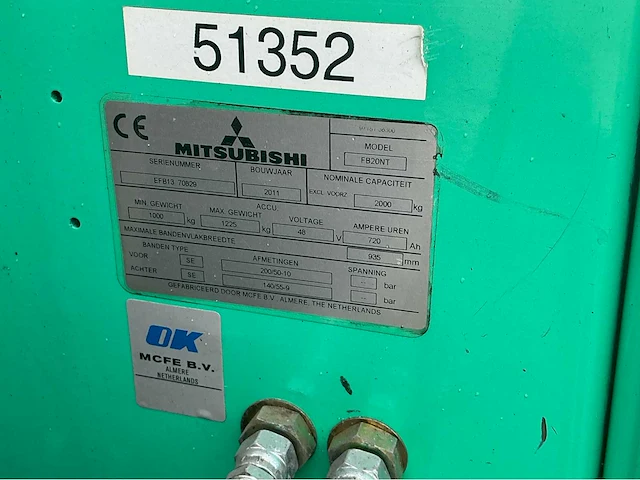 51352
CE
MITSUBISHI
MODEL
FB20NT
SERIENUMMER
EFB13 70829
BOUWJAAR
2011
NOMINALE CAPACITEIT
EXCL. VOORZ 2000 kg
ACCU:
MIN. GEWICHT
1000 kg
MAX. GEWICHT
1225 kg
VOLTAGE
48 V
AMPERE UREN
720 Ah
MAXIMALE BANDENVLAKBREEDTE 935 mm
BANDEN TYPE
AFMETINGEN
SPANNING
VOOR SE 200/50-10 bar
ACHTER SE 140/55-9 bar
GEFABRICEERD DOOR MCFE B.V. ALMERE, THE NETHERLANDS
OK
MCFE B.V.
ALMERE
NETHERLANDS